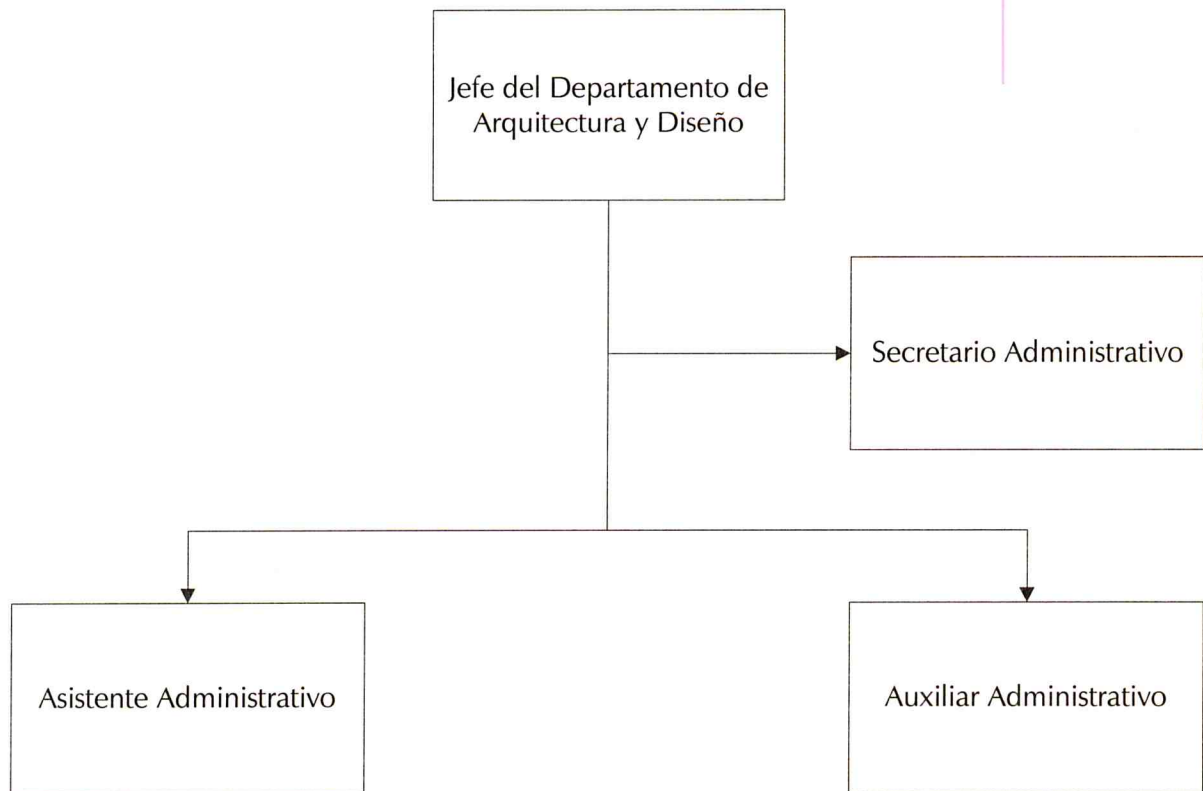 Jefe del Departamento de
Arquitectura y Diseño
Secretario Administrativo
Asistente Administrativo
Auxiliar Administrativo